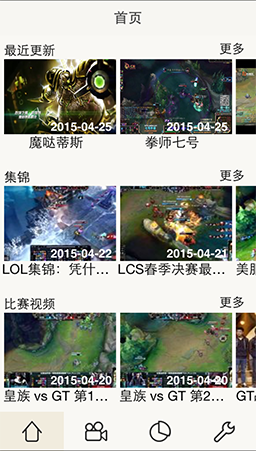 首页
最近更新 更多
2015-04-25 2015-04-25
魔哒蒂斯 拳师七号
集锦 更多
2015-04-22 2015-04-21
LOL集锦：凭什… LCS春季决赛最… 美服
比赛视频 更多
2015-04-20 2015-04-20
皇族 vs GT 第1… 皇族 vs GT 第2… GT